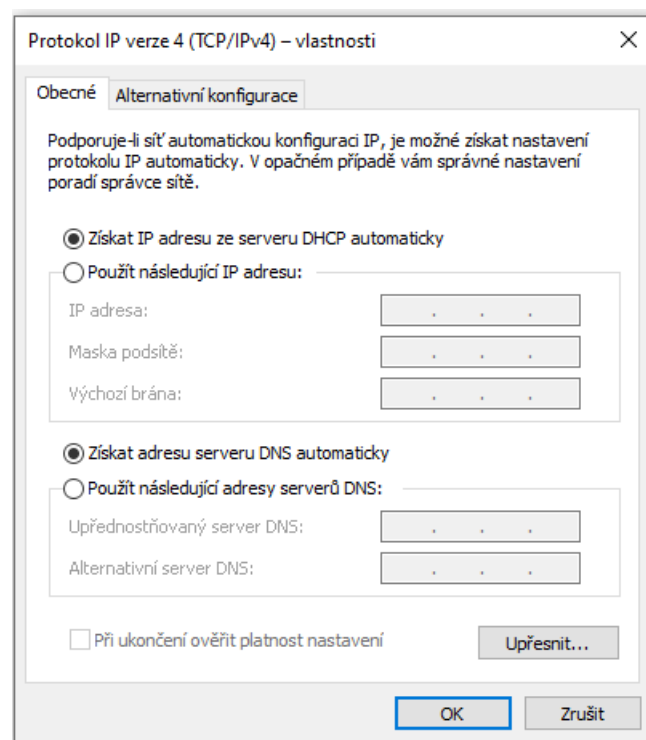 Protokol IP verze 4 (TCP/IPv4) – vlastnosti
Obecné
Alternativní konfigurace
Podporuje-li síť automatickou konfiguraci IP, je možné získat nastavení
protokolu IP automaticky. V opačném případě vám správné nastavení
poradí správce sítě.
Získat IP adresu ze serveru DHCP automaticky
Použít následující IP adresu:
IP adresa:
Maska podsítě:
Výchozí brána:
Získat adresu serveru DNS automaticky
Použít následující adresy serverů DNS:
Upřednostňovaný server DNS:
Alternativní server DNS:
Při ukončení ověřit platnost nastavení
Upřesnit...
OK
Zrušit